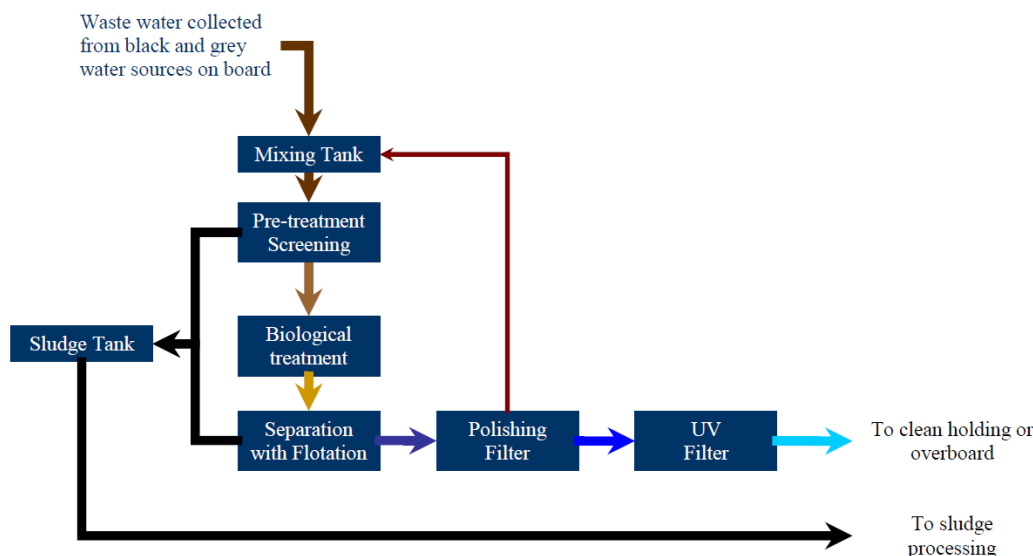 Waste water collected
from black and grey
water sources on board
Mixing Tank
Pre-treatment
Screening
Sludge Tank
Biological
treatment
Separation
with Flotation
Polishing
Filter
UV
Filter
To clean holding or
overboard
To sludge
processing